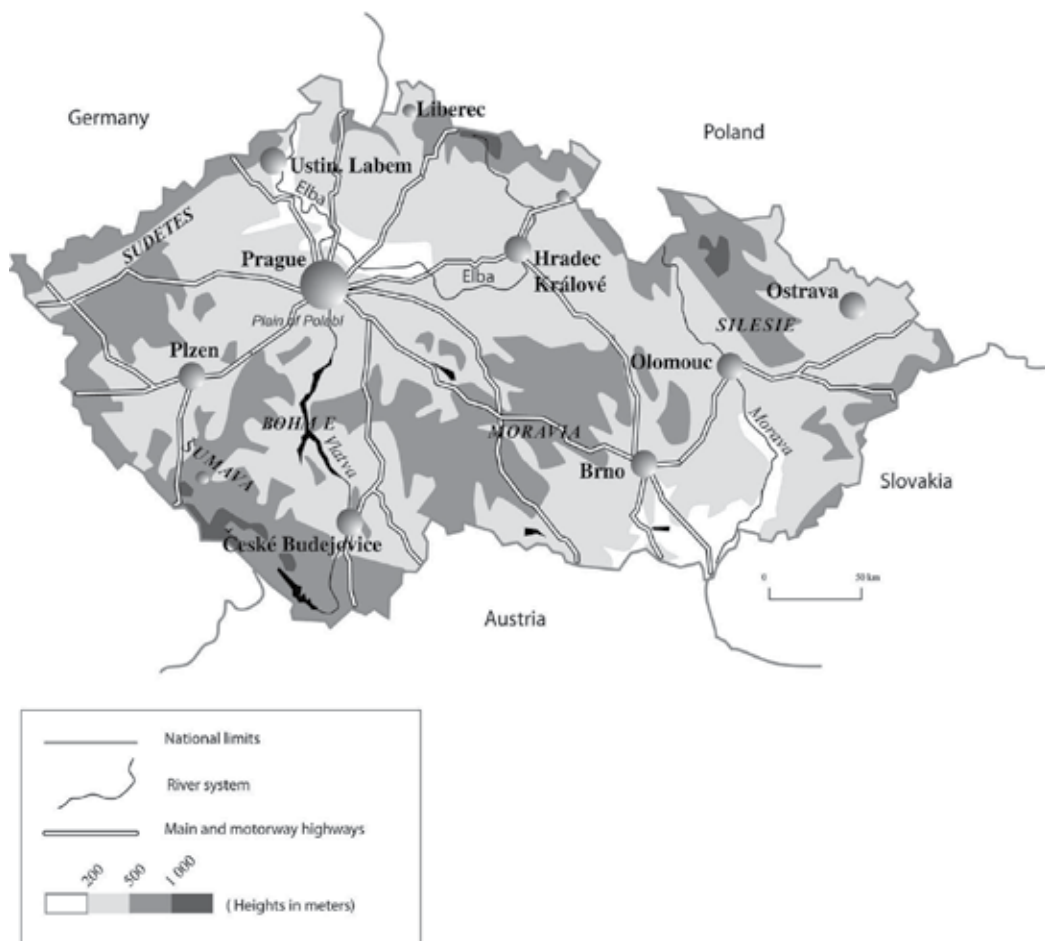 Germany
Liberec
Poland
Ustin. Labem
Elba
SUDETES
Prague
Hradec
Králové
Elba
Ostrava
Plain of Polabi
SILESIE
Plzen
Olomouc
BOHM E
MORAVIA
Morava
Vlatva
SUMAVA
Brno
Slovakia
České Budejovice
0 50 km
Austria
National limits
River system
Main and motorway highways
200 500 1 000
( Heights in meters)